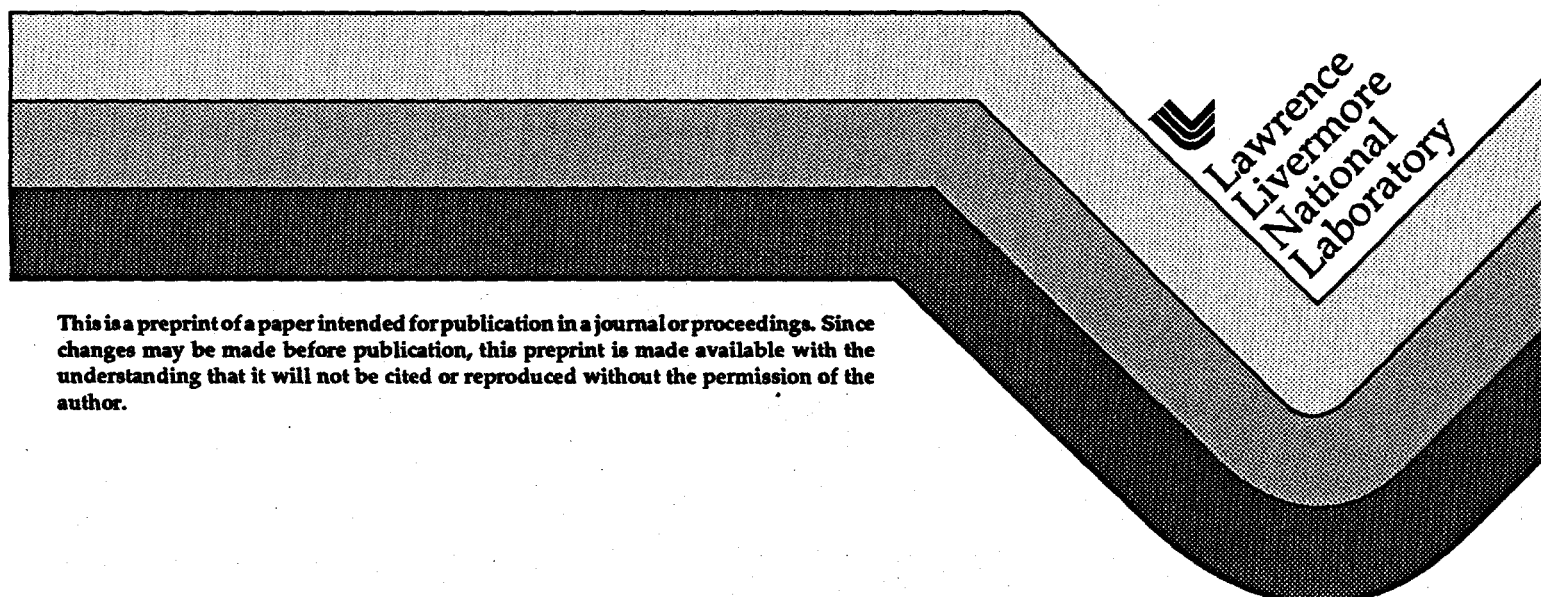 Lawrence
Livermore
National
Laboratory
This is a preprint of a paper intended for publication in a journal or proceedings. Since
changes may be made before publication, this preprint is made available with the
understanding that it will not be cited or reproduced without the permission of the
author.